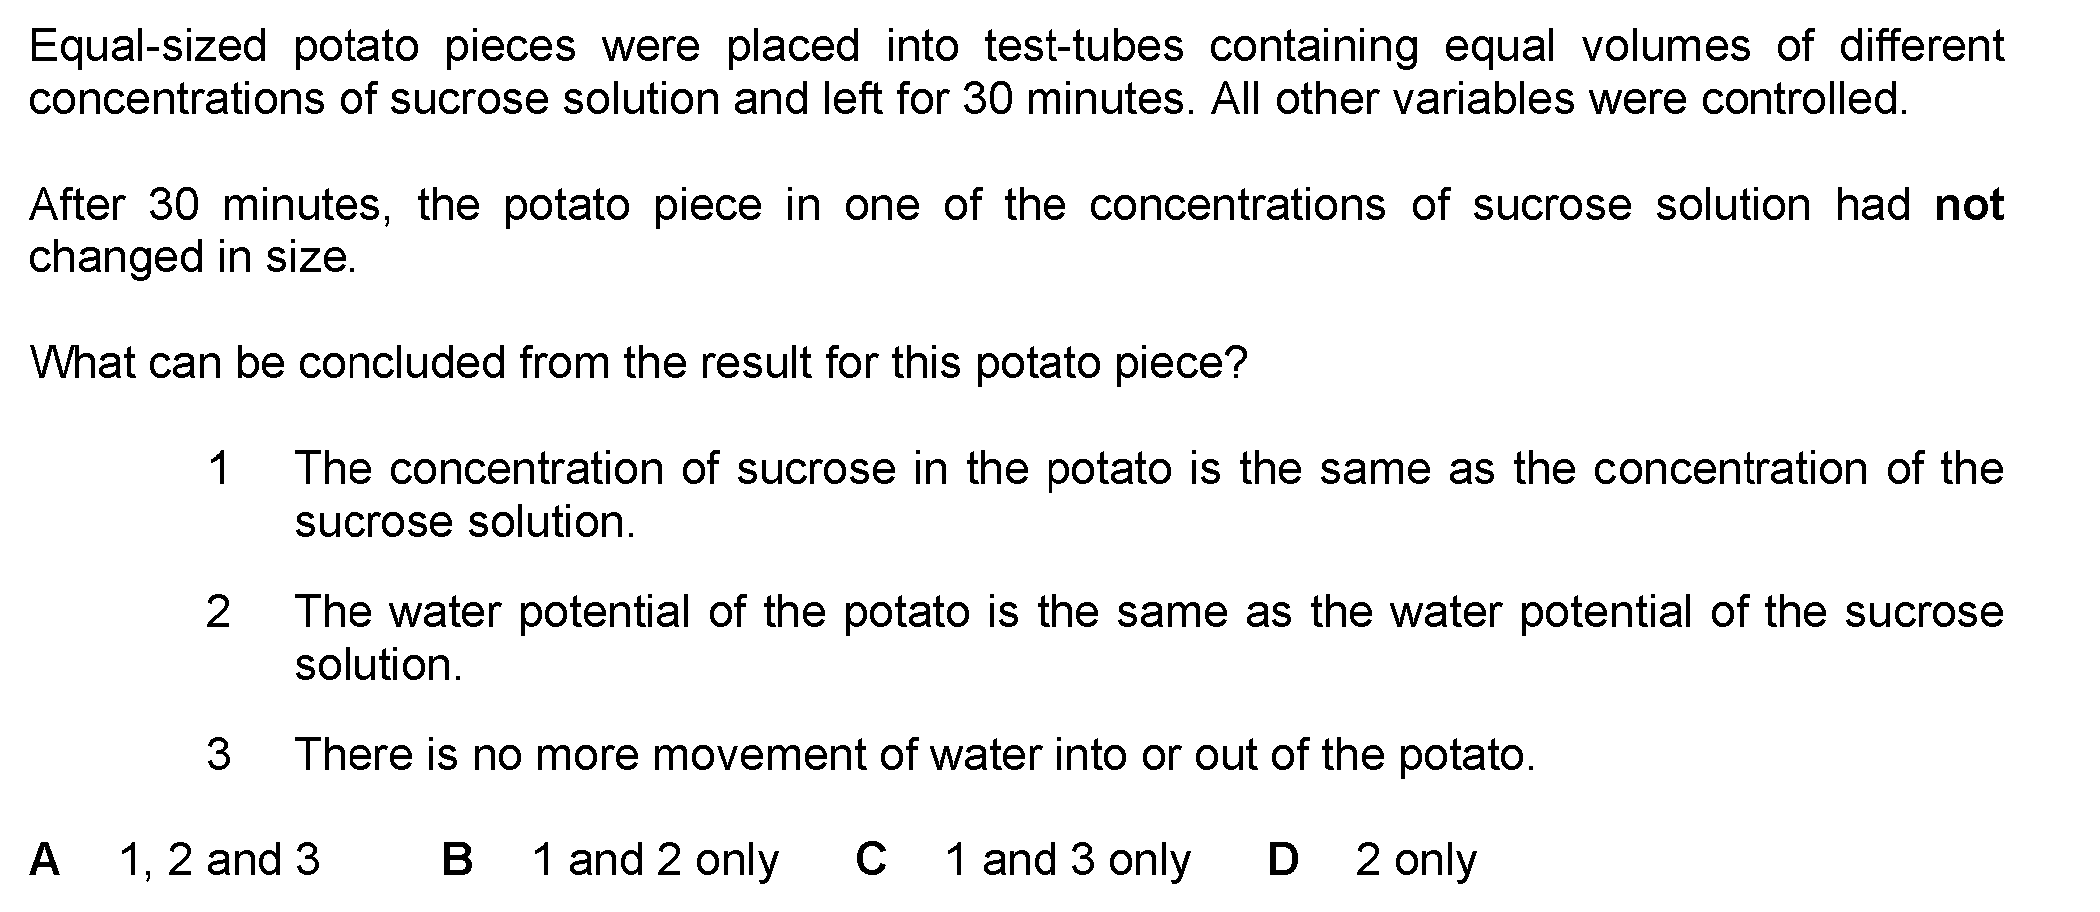 Equal-sized potato pieces were placed into test-tubes containing equal volumes of different
concentrations of sucrose solution and left for 30 minutes. All other variables were controlled.
After 30 minutes, the potato piece in one of the concentrations of sucrose solution had not
changed in size.
What can be concluded from the result for this potato piece?
1 The concentration of sucrose in the potato is the same as the concentration of the
sucrose solution.
2 The water potential of the potato is the same as the water potential of the sucrose
solution.
3 There is no more movement of water into or out of the potato.
A 1, 2 and 3 B 1 and 2 only C 1 and 3 only D 2 only